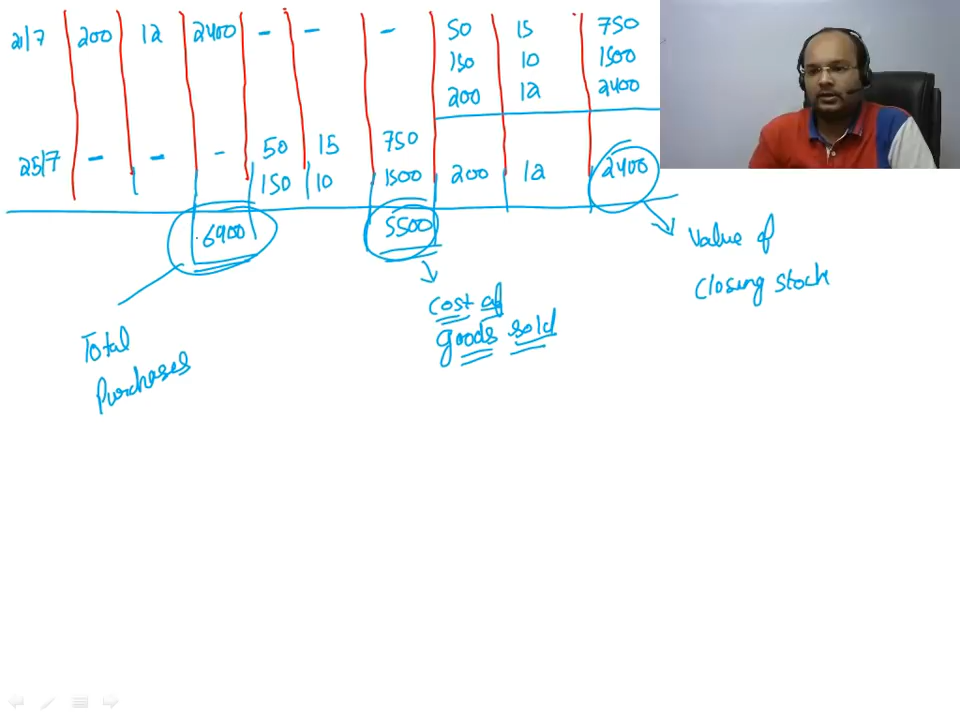 21/7 200 12 2400 - - - 50 15 750
150 10 1500
200 12 2400
50 15 750
25/7 - - - 150 10 1500 200 12 2400
6900 5500
Value of
closing stock
cost of
goods sold
Total
purchases